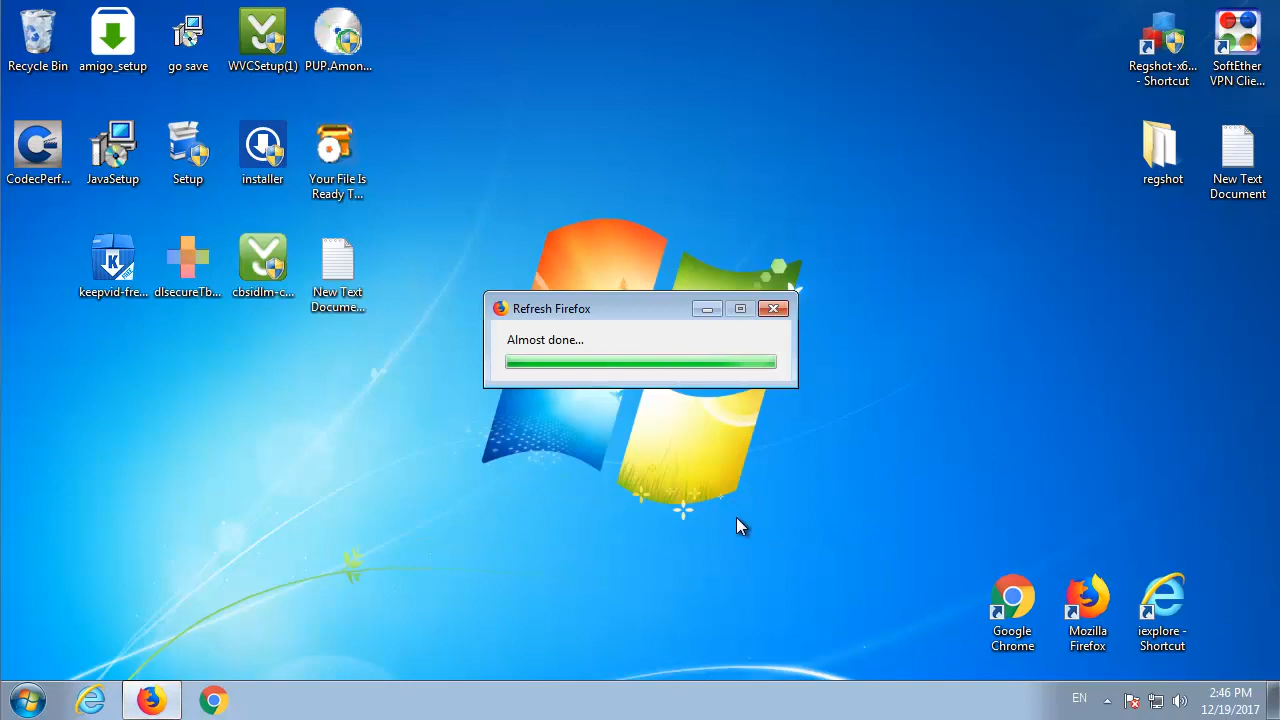 Recycle Bin
amigo_setup
go save
WVCSetup(1)
PUP.Amon...
Regshot-x6...
- Shortcut
SoftEther
VPN Clie...
CodecPerf...
JavaSetup
Setup
installer
Your File Is
Ready T...
regshot
New Text
Document
keepvid-fre...
dlsecureTb...
cbsidlm-c...
New Text
Docume...
Refresh Firefox
Almost done...
Google
Chrome
Mozilla
Firefox
iexplore -
Shortcut
EN
2:46 PM
12/19/2017